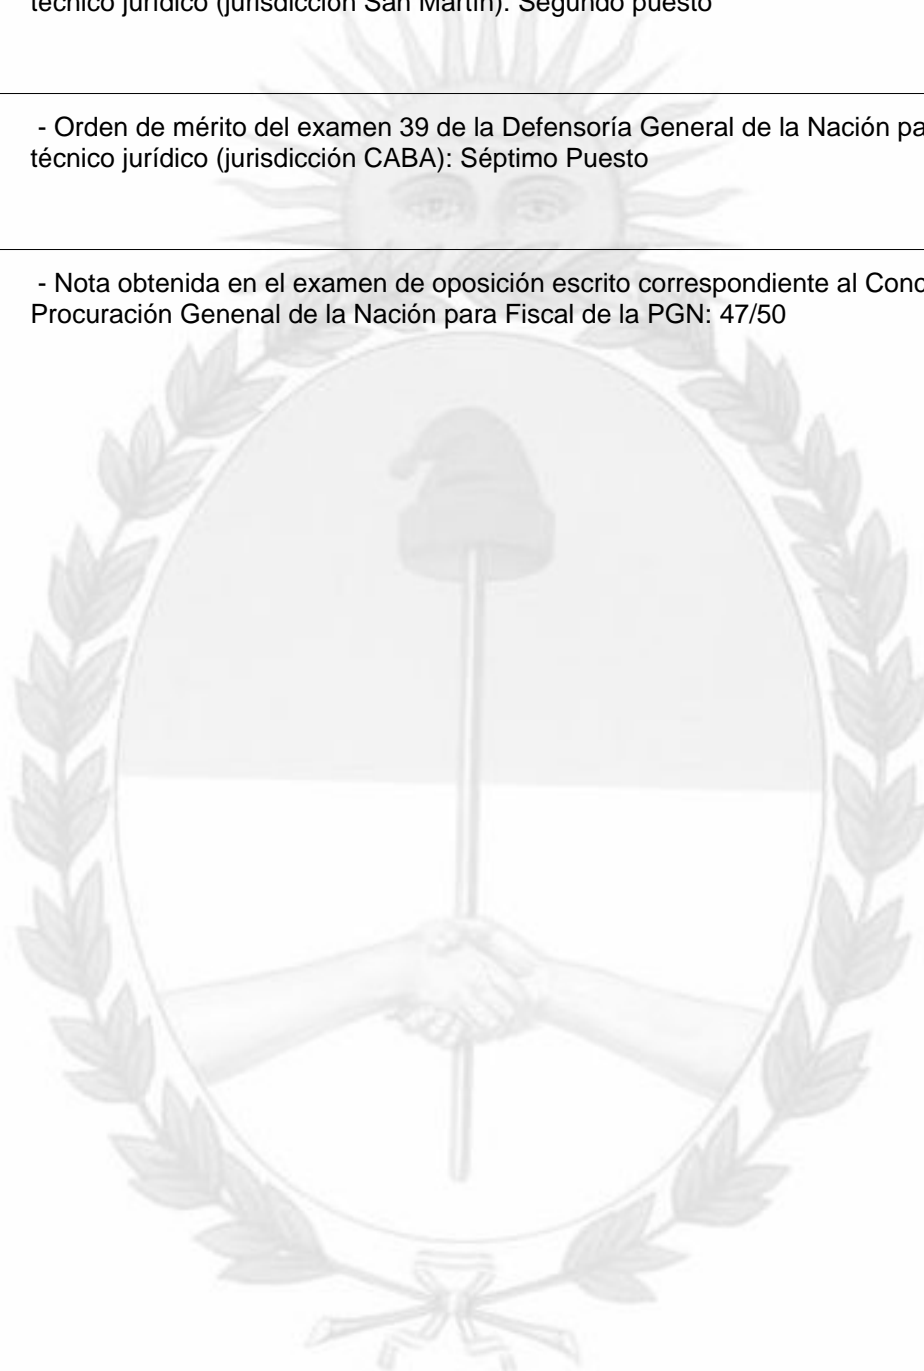 técnico jurídico (jurisdicción San Martín): Segundo puesto
- Orden de mérito del examen 39 de la Defensoría General de la Nación
técnico jurídico (jurisdicción CABA): Séptimo Puesto
- Nota obtenida en el examen de oposición escrito correspondiente al
Procuración Genenal de la Nación para Fiscal de la PGN: 47/50